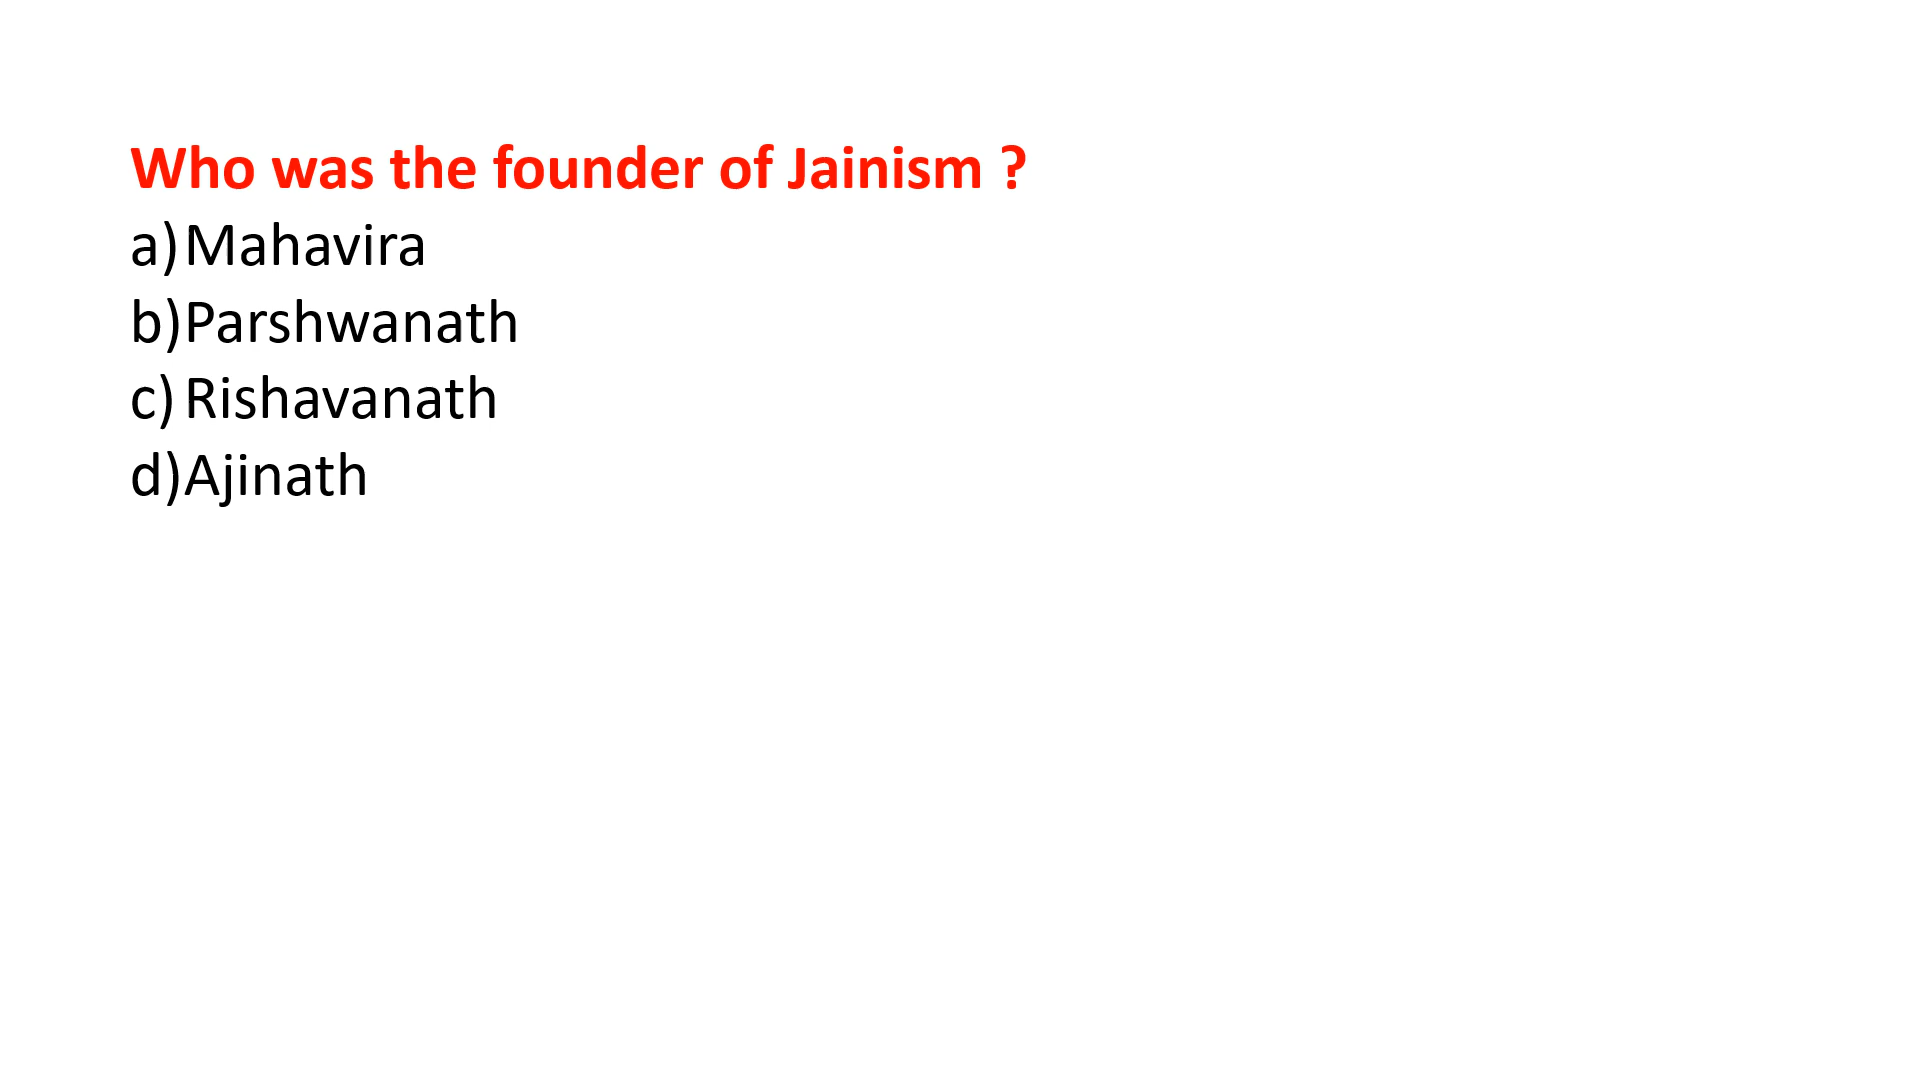 Who was the founder of Jainism ?
a) Mahavira
b) Parshwanath
c) Rishavanath
d) Ajinath